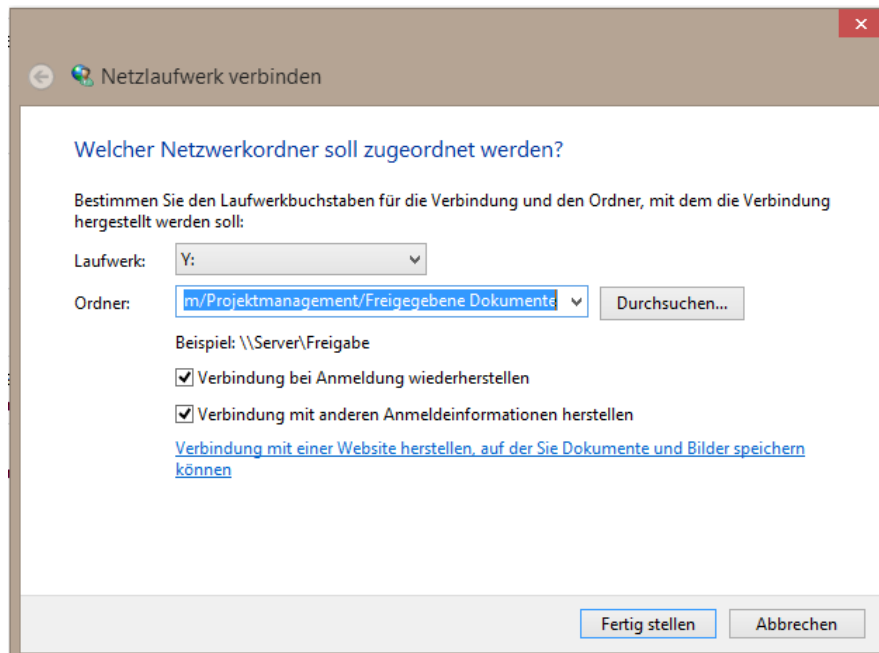 Netzlaufwerk verbinden
Welcher Netzwerkordner soll zugeordnet werden?
Bestimmen Sie den Laufwerkbuchstaben für die Verbindung und den Ordner, mit dem die Verbindung
hergestellt werden soll:
Laufwerk: Y:
Ordner: m/Projektmanagement/Freigegebene Dokumente Durchsuchen...
Beispiel: \\Server\Freigabe
Verbindung bei Anmeldung wiederherstellen
Verbindung mit anderen Anmeldeinformationen herstellen
Verbindung mit einer Website herstellen, auf der Sie Dokumente und Bilder speichern
können
Fertig stellen Abbrechen